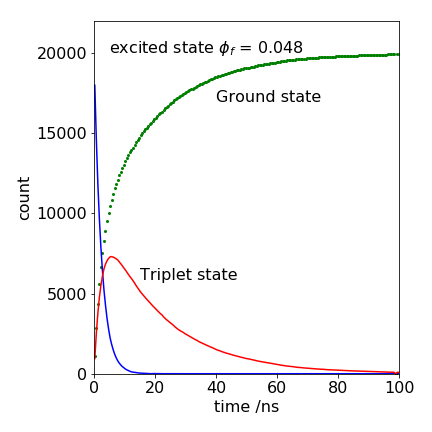 excited state ϕf = 0.048
Ground state
Triplet state
count
20000
15000
10000
5000
0
0 20 40 60 80 100
time /ns